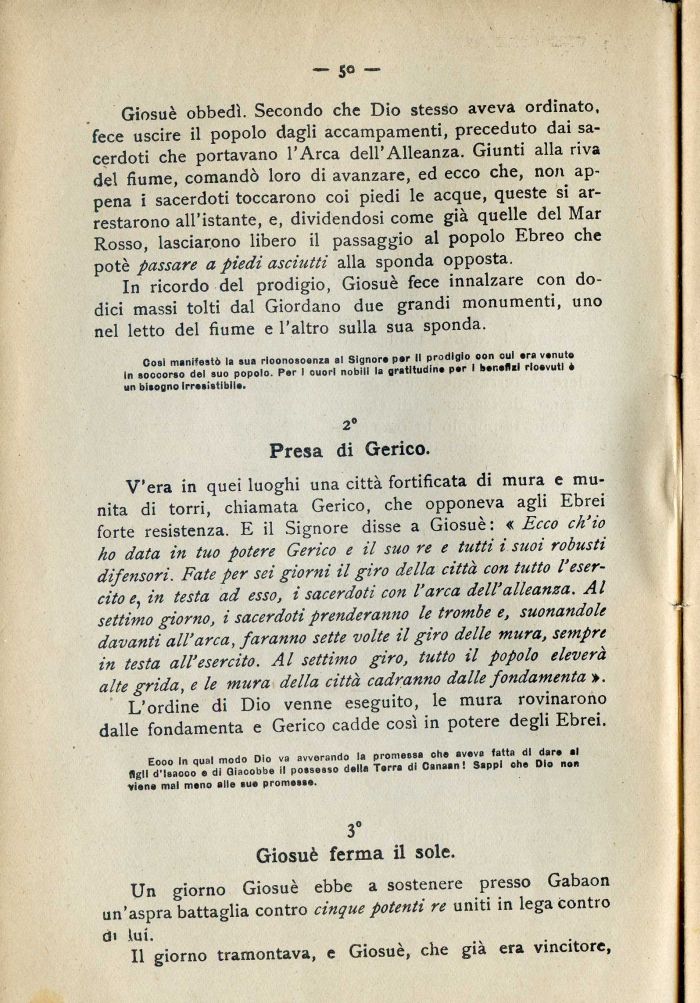 — 50 —
Giosuè obbedì. Secondo che Dio stesso aveva ordinato,
fece uscire il popolo dagli accampamenti, preceduto dai sa-
cerdoti che portavano l'Arca dell'Alleanza. Giunti alla riva
del fiume, comandò loro di avanzare, ed ecco che, non ap-
pena i sacerdoti toccarono coi piedi le acque, queste si ar-
restarono all'istante, e, dividendosi come già quelle del Mar
Rosso, lasciarono libero il passaggio al popolo Ebreo che
potè passare a piedi asciutti alla sponda opposta.
In ricordo del prodigio, Giosuè fece innalzare con do-
dici massi tolti dal Giordano due grandi monumenti, uno
nel letto del fiume e l'altro sulla sua sponda.
Così manifestò la sua riconoscenza al Signore per il prodigio con cui era venuto
in soccorso del suo popolo. Per i cuori nobili la gratitudine per i benefizi ricevuti è
un bisogno irresistibile.
2°
Presa di Gerico.
V'era in quei luoghi una città fortificata di mura e mu-
nita di torri, chiamata Gerico, che opponeva agli Ebrei
forte resistenza. E il Signore disse a Giosuè: « Ecco ch'io
ho data in tuo potere Gerico e il suo re e tutti i suoi robusti
difensori. Fate per sei giorni il giro della città con tutto l'eser-
cito e, in testa ad esso, i sacerdoti con l'arca dell'alleanza. Al
settimo giorno, i sacerdoti prenderanno le trombe e, suonandole
davanti all'arca, faranno sette volte il giro delle mura, sempre
in testa all'esercito. Al settimo giro, tutto il popolo eleverà
alte grida, e le mura della città cadranno dalle fondamenta ».
L'ordine di Dio venne eseguito, le mura rovinarono
dalle fondamenta e Gerico cadde così in potere degli Ebrei.
Ecco in qual modo Dio va avverando la promessa che aveva fatta di dare ai
figli d'Isacco e di Giacobbe il possesso della Terra di Canaan! Sappi che Dio non
viene mai meno alle sue promesse.
3°
Giosuè ferma il sole.
Un giorno Giosuè ebbe a sostenere presso Gabaon
un'aspra battaglia contro cinque potenti re uniti in lega contro
di lui.
Il giorno tramontava, e Giosuè, che già era vincitore,